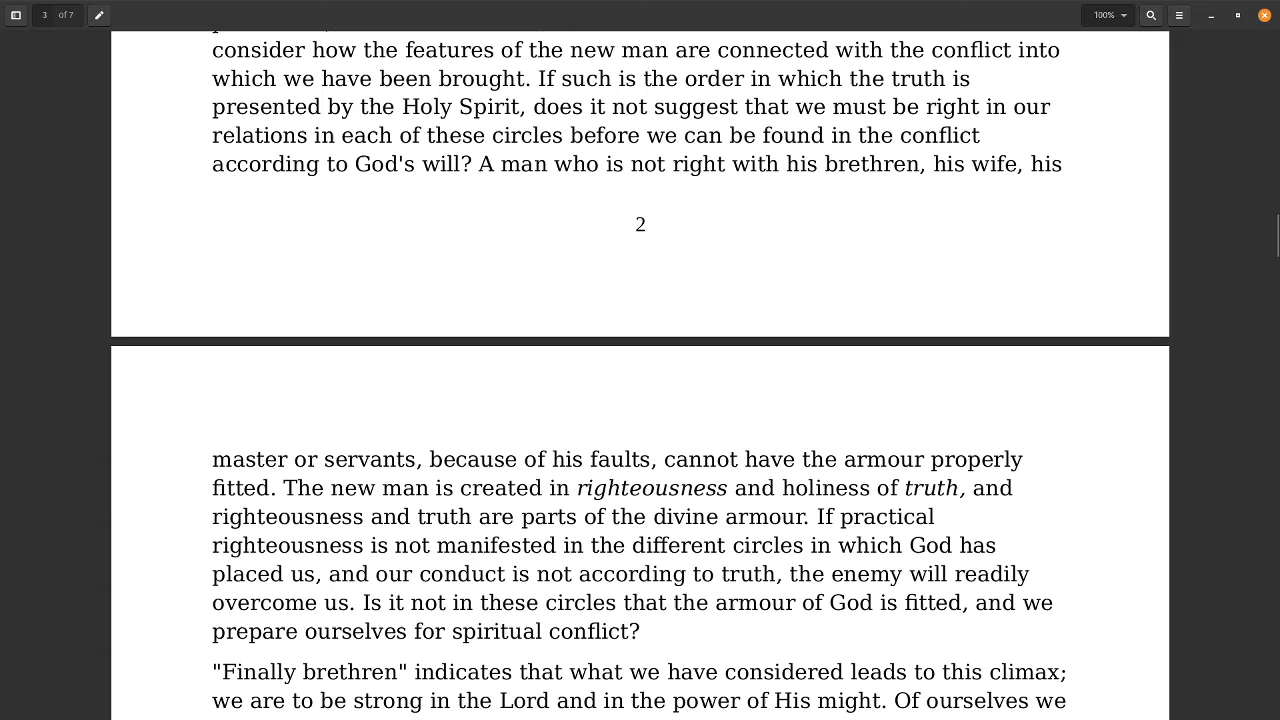 3 of 7
100%
consider how the features of the new man are connected with the conflict into
which we have been brought. If such is the order in which the truth is
presented by the Holy Spirit, does it not suggest that we must be right in our
relations in each of these circles before we can be found in the conflict
according to God's will? A man who is not right with his brethren, his wife, his
2
master or servants, because of his faults, cannot have the armour properly
fitted. The new man is created in righteousness and holiness of truth, and
righteousness and truth are parts of the divine armour. If practical
righteousness is not manifested in the different circles in which God has
placed us, and our conduct is not according to truth, the enemy will readily
overcome us. Is it not in these circles that the armour of God is fitted, and we
prepare ourselves for spiritual conflict?
"Finally brethren" indicates that what we have considered leads to this climax;
we are to be strong in the Lord and in the power of His might. Of ourselves we